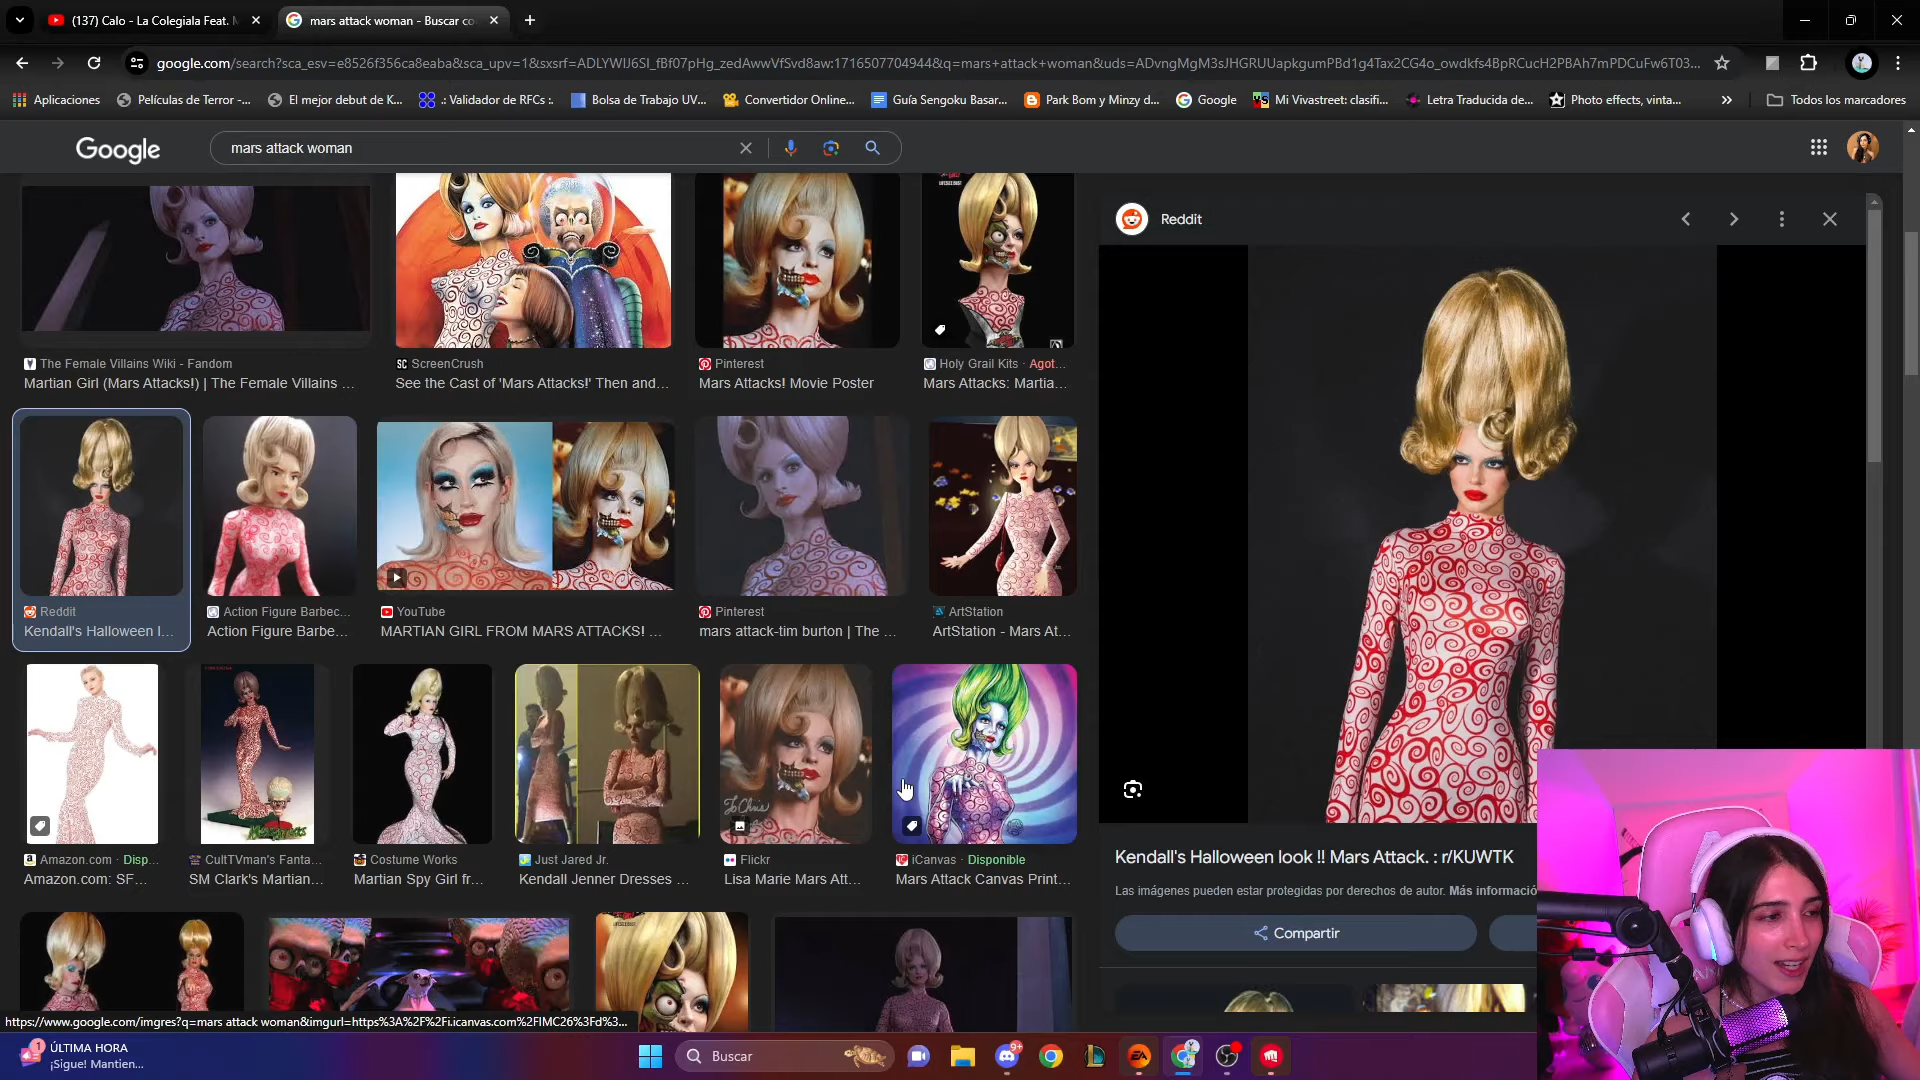 (137) Calo - La Colegiala Feat. M
mars attack woman - Buscar co
google.com/search?sca_esv=e8526f356ca8eaba&sca_upv=1&sxsrf=ADLYWIJ6SI_fBf07pHg_zedAwwVfSvd8aw:1716507704944&q=mars+attack+woman&uds=ADvngMgM3sJHGRUUapkgumPBd1g4Tax2CG4o_owdkfs4BpRCucH2PBAh7mPDCuFw6T03...
Aplicaciones
Películas de Terror -...
El mejor debut de K...
.: Validador de RFCs :.
Bolsa de Trabajo UV...
Convertidor Online...
Guía Sengoku Basar...
Park Bom y Minzy d...
Google
Mi Vivastreet: clasifi...
Letra Traducida de...
Photo effects, vinta...
»
Todos los marcadores
Google
mars attack woman
Reddit
The Female Villains Wiki - Fandom
Martian Girl (Mars Attacks!) | The Female Villains ...
SC ScreenCrush
See the Cast of 'Mars Attacks!' Then and...
Pinterest
Mars Attacks! Movie Poster
Holy Grail Kits · Agot...
Mars Attacks: Martia...
Reddit
Kendall's Halloween l...
Action Figure Barbec...
Action Figure Barbe...
YouTube
MARTIAN GIRL FROM MARS ATTACKS! ...
Pinterest
mars attack-tim burton | The ...
ArtStation
ArtStation - Mars At...
To Chris
Amazon.com · Disp...
Amazon.com: SF...
CultTVman's Fanta...
SM Clark's Martian...
Costume Works
Martian Spy Girl fr...
Just Jared Jr.
Kendall Jenner Dresses ...
Flickr
Lisa Marie Mars Att...
iCanvas · Disponible
Mars Attack Canvas Print...
Kendall's Halloween look !! Mars Attack. : r/KUWTK
Las imágenes pueden estar protegidas por derechos de autor. Más informació
Compartir
https://www.google.com/imgres?q=mars attack woman&imgurl=https%3A%2F%2Fi.icanvas.com%2FIMC26%3Fd%3...
1
ÚLTIMA HORA
¡Sigue! Mantien...
Buscar
9+
EA